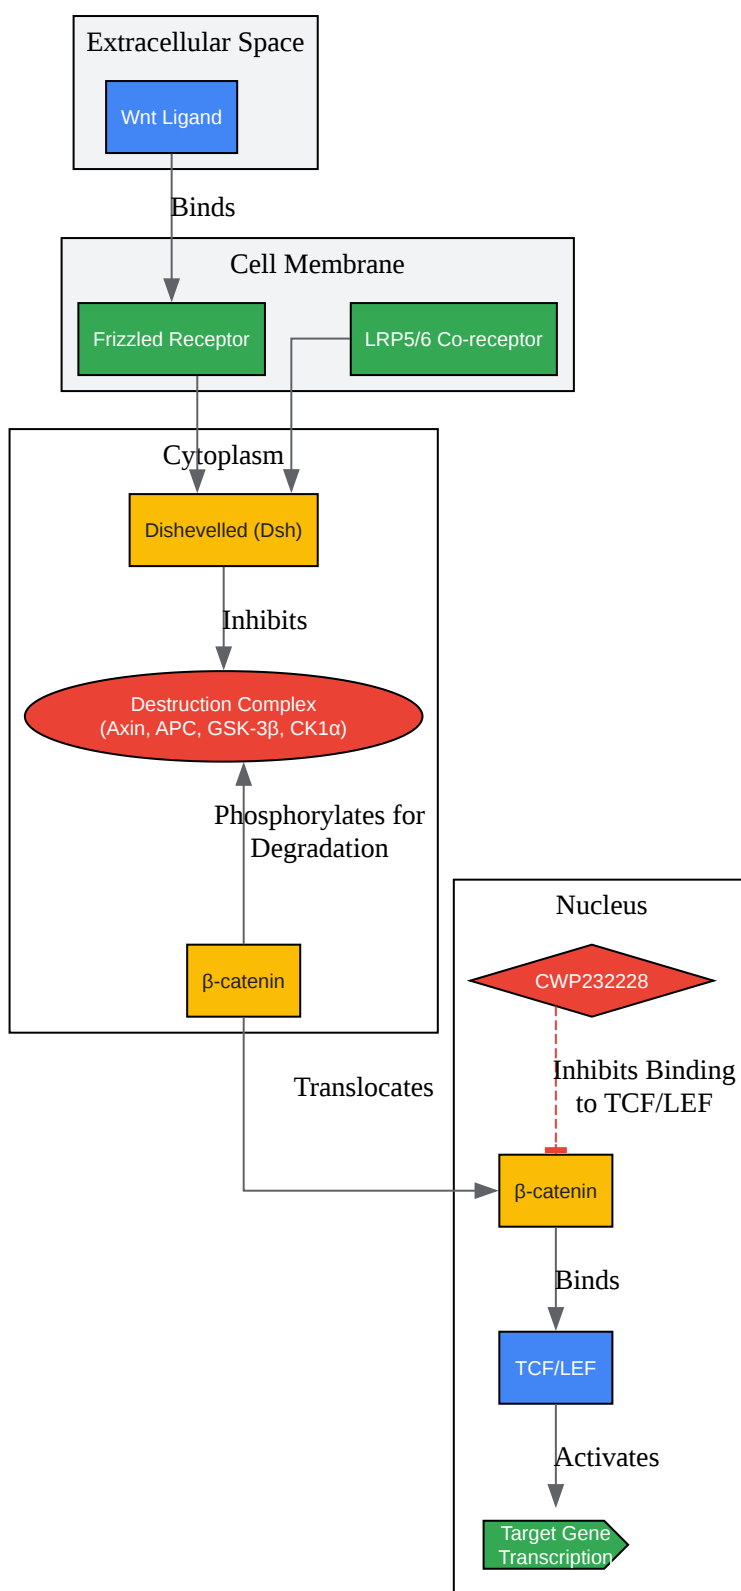 Extracellular Space
Wnt Ligand
Binds
Cell Membrane
Frizzled Receptor
LRP5/6 Co-receptor
Cytoplasm
Dishevelled (Dsh)
Inhibits
Destruction Complex
(Axin, APC, GSK-3β, CK1α)
Phosphorylates for
Degradation
β-catenin
Translocates
Nucleus
CWP232228
Inhibits Binding
to TCF/LEF
β-catenin
Binds
TCF/LEF
Activates
Target Gene
Transcription